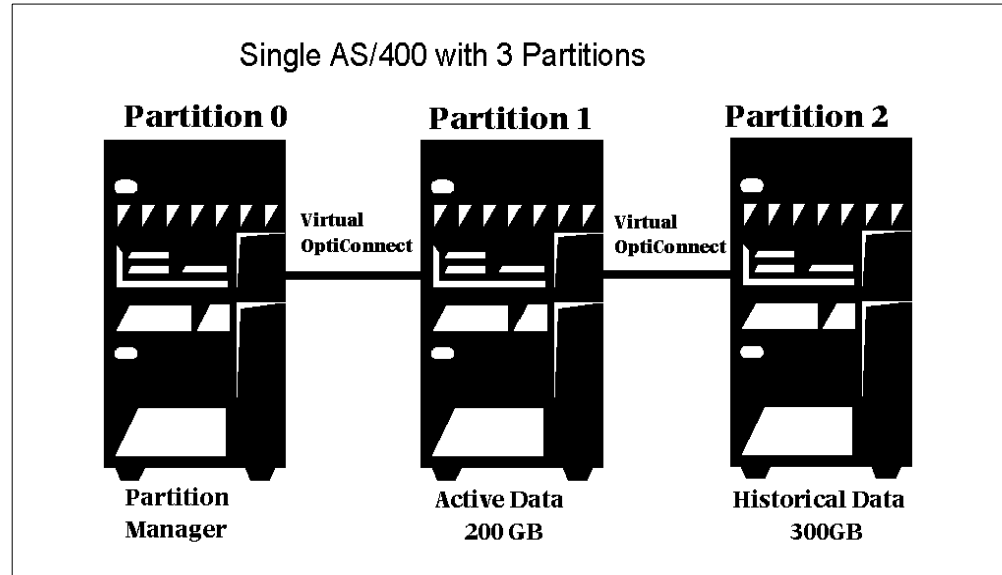 Single AS/400 with 3 Partitions
Partition 0
Partition 1
Partition 2
Virtual
OptiConnect
Virtual
OptiConnect
Partition
Manager
Active Data
200 GB
Historical Data
300GB